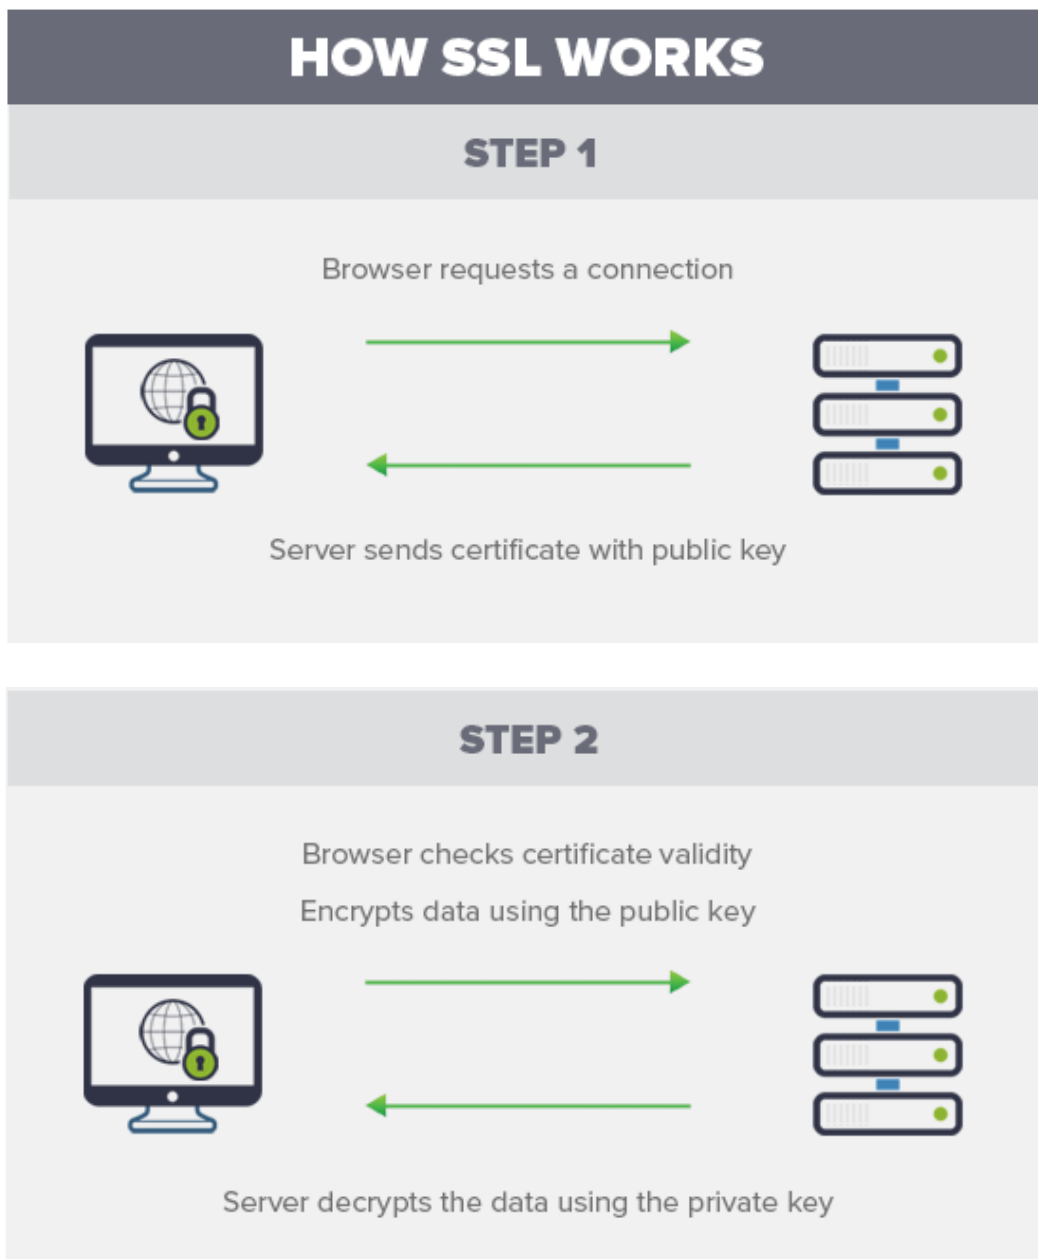 HOW SSL WORKS
STEP 1
Browser requests a connection
Server sends certificate with public key
STEP 2
Browser checks certificate validity
Encrypts data using the public key
Server decrypts the data using the private key